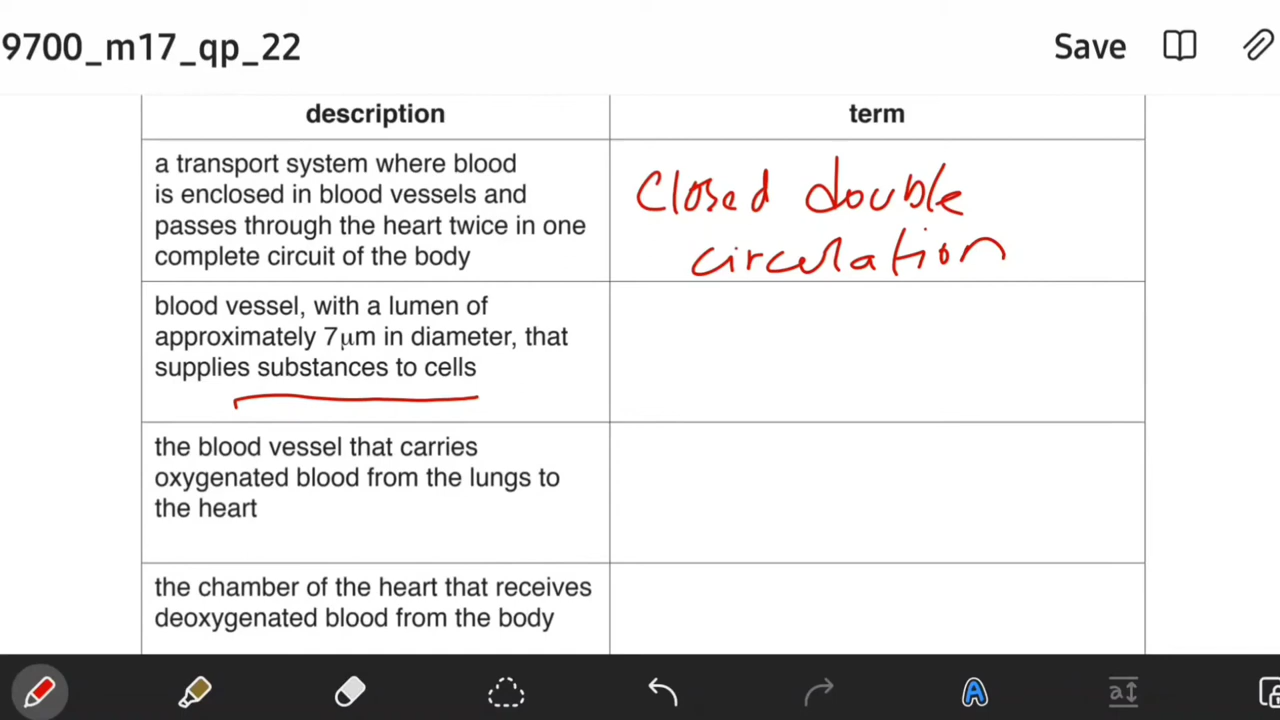 9700_m17_qp_22
Save
description
term
a transport system where blood
is enclosed in blood vessels and
passes through the heart twice in one
complete circuit of the body
Closed double
circulation
blood vessel, with a lumen of
approximately 7μm in diameter, that
supplies substances to cells
the blood vessel that carries
oxygenated blood from the lungs to
the heart
the chamber of the heart that receives
deoxygenated blood from the body
A
a